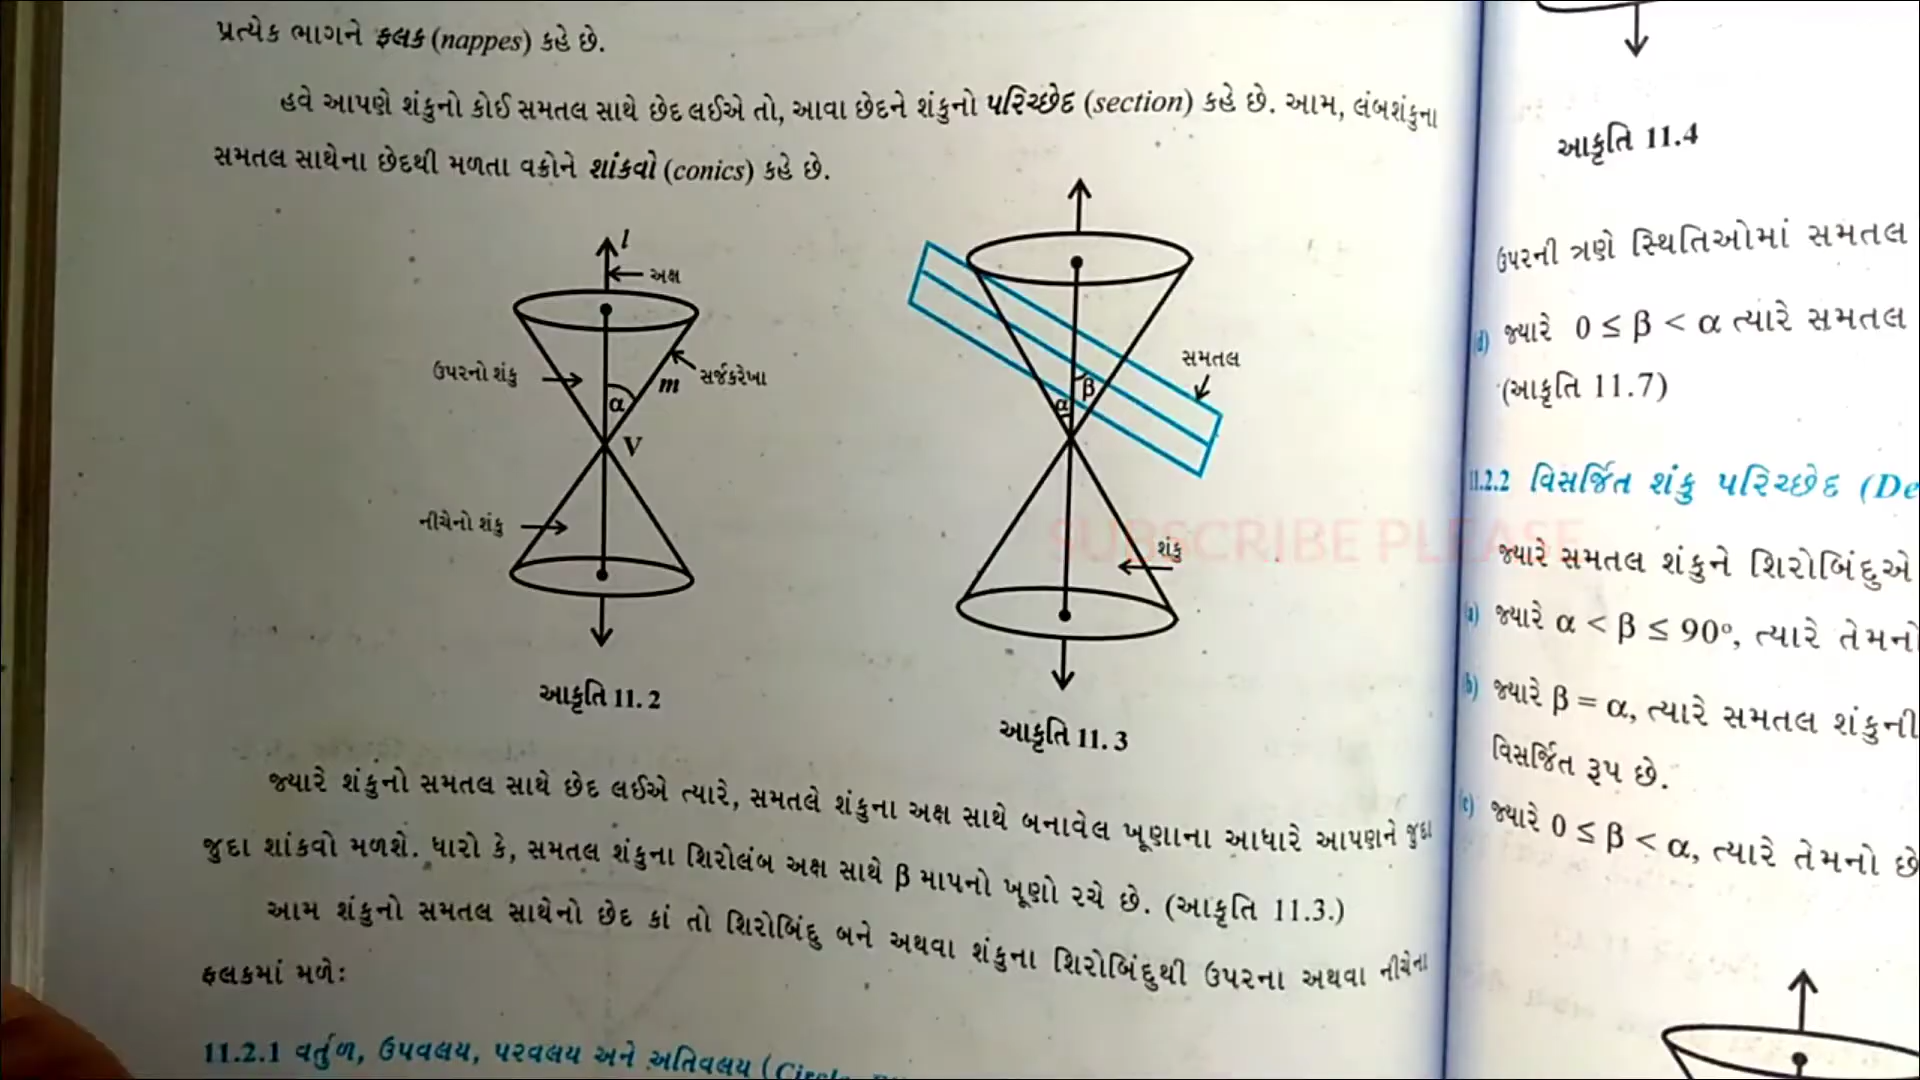 પ્રત્યેક ભાગને ફલક (nappes) કહે છે.
હવે આપણે શંકુનો કોઈ સમતલ સાથે છેદ લઈએ તો, આવા છેદને શંકુનો પરિચ્છેદ (section) કહે છે. આમ, લંબશંકુના
સમતલ સાથેના છેદથી મળતા વક્રોને શાંકવો (conics) કહે છે.
l
અક્ષ
ઉપરનો શંકુ
m
સર્જકરેખા
α
V
નીચેનો શંકુ
આકૃતિ 11. 2
સમતલ
β
α
શંકુ
આકૃતિ 11. 3
SUBSCRIBE PLEASE
જ્યારે શંકુનો સમતલ સાથે છેદ લઈએ ત્યારે, સમતલે શંકુના અક્ષ સાથે બનાવેલ ખૂણાના આધારે આપણને જુદા
જુદા શાંકવો મળશે. ધારો કે, સમતલ શંકુના શિરોલંબ અક્ષ સાથે β માપનો ખૂણો રચે છે. (આકૃતિ 11.3.)
આમ શંકુનો સમતલ સાથેનો છેદ કાં તો શિરોબિંદુ બને અથવા શંકુના શિરોબિંદુથી ઉપરના અથવા નીચેના
ફલકમાં મળે:
11.2.1 વર્તુળ, ઉપવલય, પરવલય અને અતિવલય (Circle,
આકૃતિ 11.4
ઉપરની ત્રણે સ્થિતિઓમાં સમતલ
(d) જ્યારે 0 ≤ β < α ત્યારે સમતલ
(આકૃતિ 11.7)
11.2.2 વિસર્જિત શંકુ પરિચ્છેદ (De
જ્યારે સમતલ શંકુને શિરોબિંદુએ
(a) જ્યારે α < β ≤ 90°, ત્યારે તેમનો
(b) જ્યારે β = α, ત્યારે સમતલ શંકુની
વિસર્જિત રૂપ છે.
(c) જ્યારે 0 ≤ β < α, ત્યારે તેમનો છે